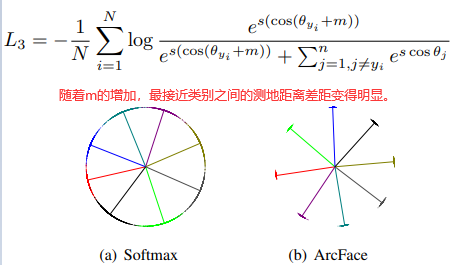 L_3 = -\frac{1}{N} \sum_{i=1}^{N} \log \frac{e^{s(\cos(\theta_{y_i}+m))}}{e^{s(\cos(\theta_{y_i}+m))} + \sum_{j=1,j\neq y_i}^{n} e^{s\cos\theta_j}}
随着m的增加，最接近类别之间的测地距离差距变得明显。
(a) Softmax (b) ArcFace